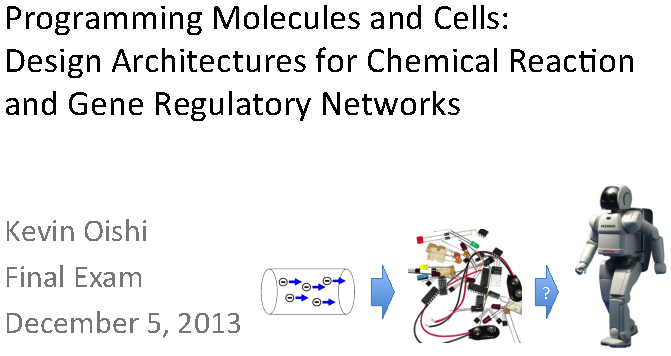 Programming Molecules and Cells:
Design Architectures for Chemical Reaction
and Gene Regulatory Networks
Kevin Oishi
Final Exam
December 5, 2013
?